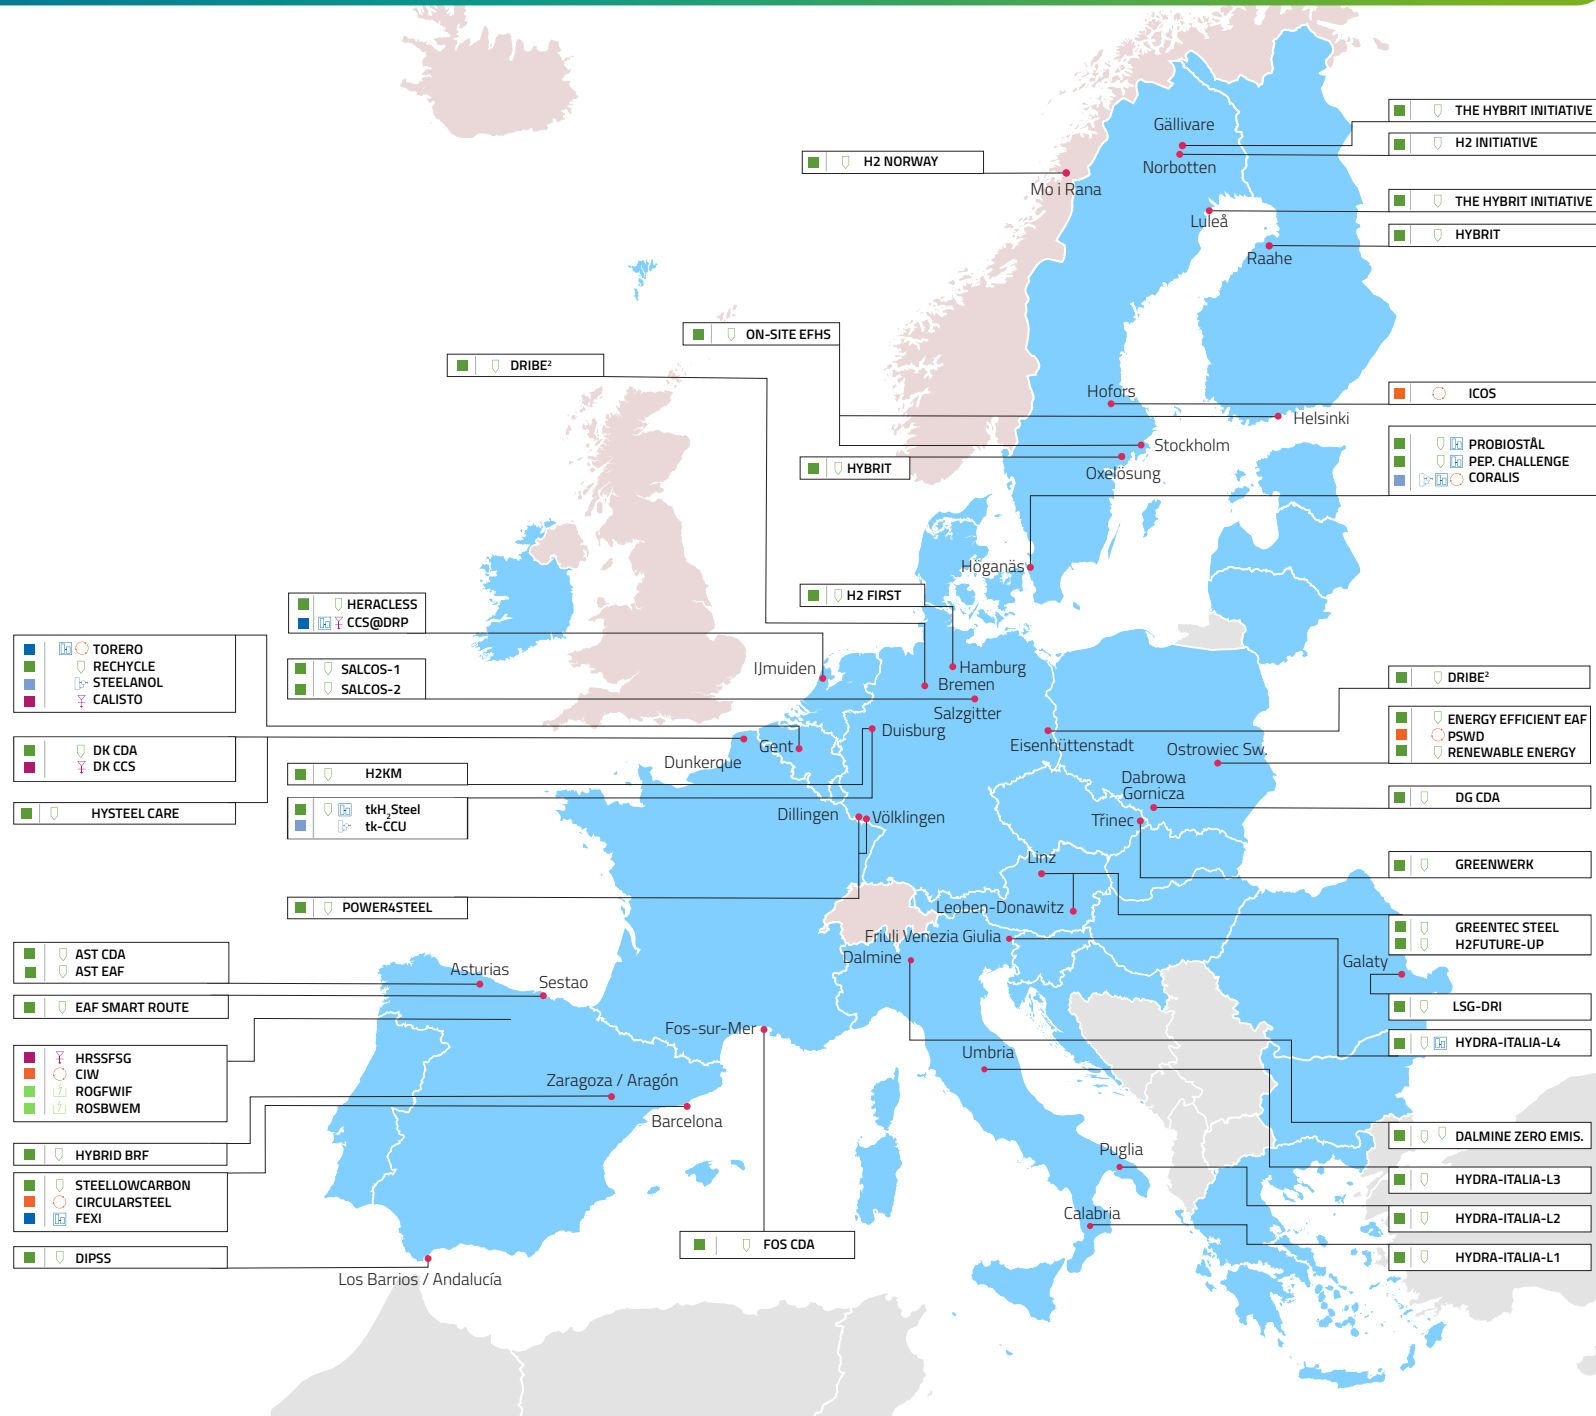 THE HYBRIT INITIATIVE
Gällivare
H2 INITIATIVE
H2 NORWAY
Norbotten
Mo i Rana
THE HYBRIT INITIATIVE
Luleå
HYBRIT
Raahe
ON-SITE EFHS
DRIBE²
Hofors
ICOS
Helsinki
Stockholm
PROBIOSTÅL
PEP. CHALLENGE
CORALIS
HYBRIT
Oxelösung
Höganäs
H2 FIRST
HERACLESS
CCS@DRP
TORERO
RECHYCLE
STEELANOL
CALISTO
SALCOS-1
SALCOS-2
IJmuiden
Hamburg
Bremen
Salzgitter
DRIBE²
ENERGY EFFICIENT EAF
PSWD
RENEWABLE ENERGY
Duisburg
Gent
Dunkerque
Eisenhüttenstadt
Ostrowiec Sw.
DK CDA
DK CCS
H2KM
Dabrowa
Gornicza
DG CDA
HYSTEEL CARE
tkH₂Steel
tk-CCU
Dillingen
Völklingen
Třinec
Linz
GREENWERK
POWER4STEEL
Leoben-Donawitz
GREENTEC STEEL
H2FUTURE-UP
Friuli Venezia Giulia
Dalmine
Galaty
AST CDA
AST EAF
Asturias
Sestao
EAF SMART ROUTE
LSG-DRI
Fos-sur-Mer
HYDRA-ITALIA-L4
HRSSFSG
CIW
ROGFWIF
ROSBWEM
Umbria
Zaragoza / Aragón
Barcelona
HYBRID BRF
DALMINE ZERO EMIS.
Puglia
STEELLOWCARBON
CIRCULARSTEEL
FEXI
HYDRA-ITALIA-L3
Calabria
HYDRA-ITALIA-L2
DIPSS
FOS CDA
HYDRA-ITALIA-L1
Los Barrios / Andalucía